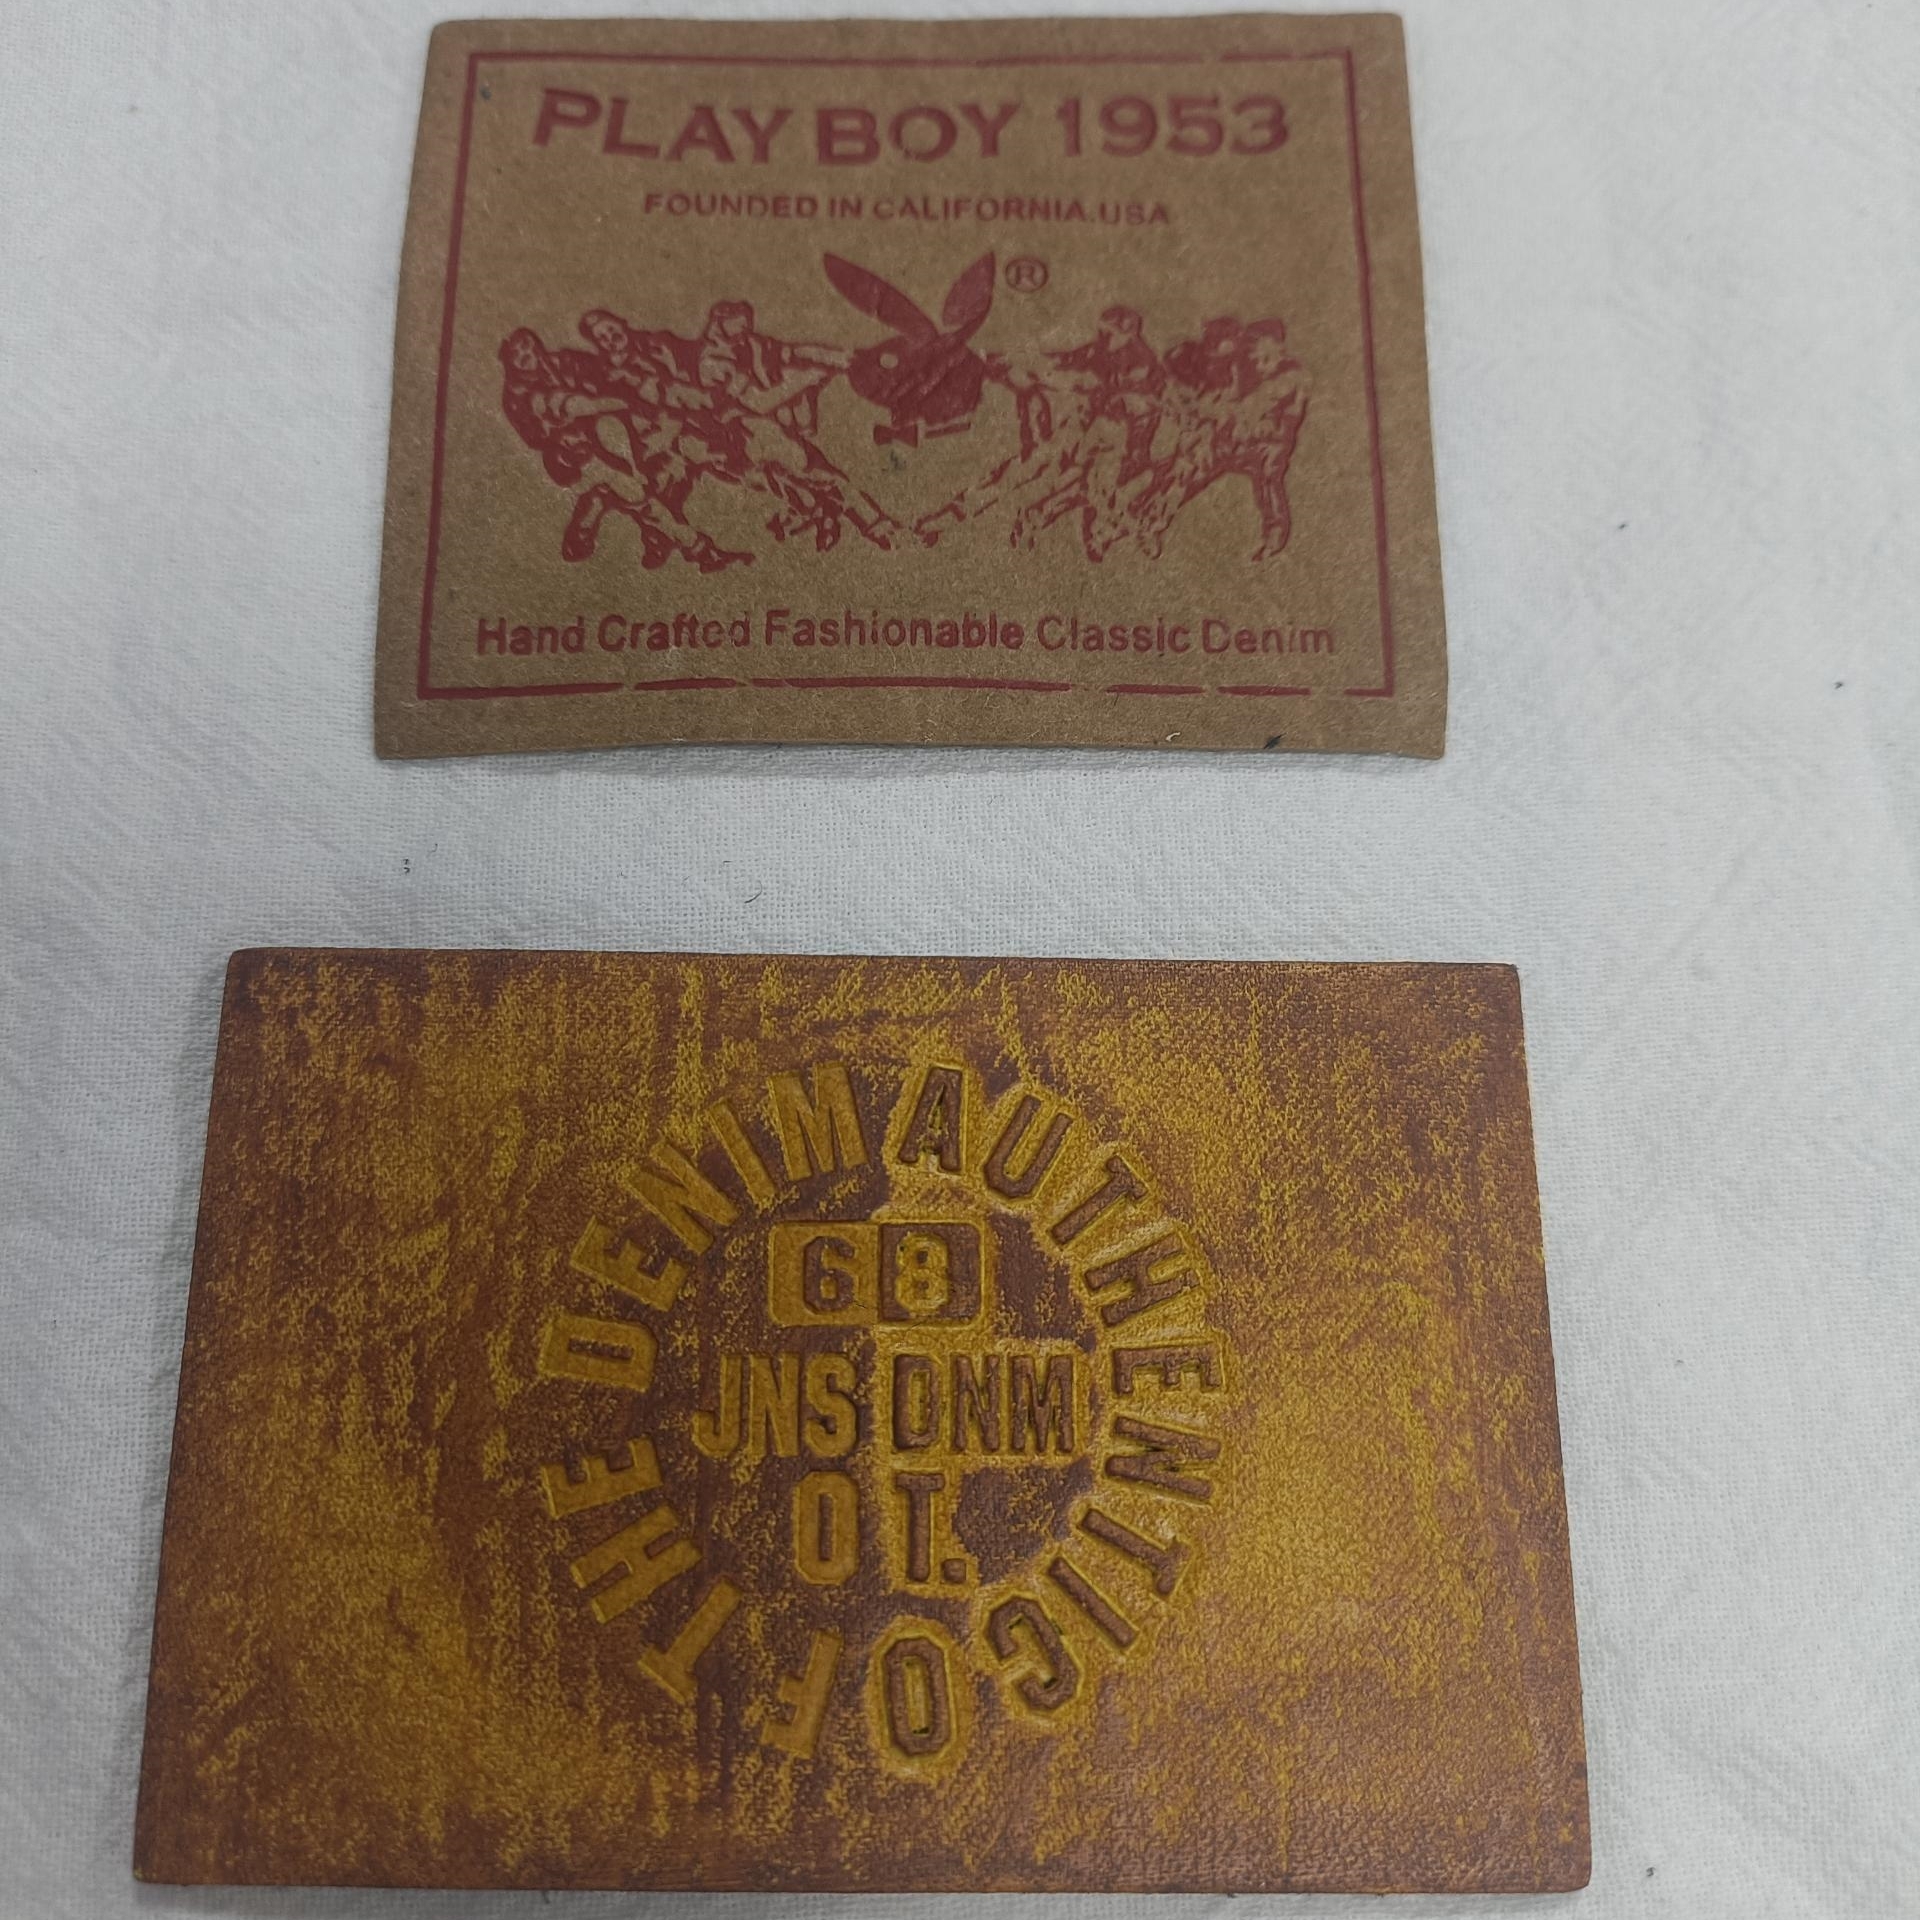 PLAY BOY 1953
FOUNDED IN CALIFORNIA.USA
®
Hand Crafted Fashionable Classic Denim
AUTHENTIC OF THE DENIM
68
JNS DNM
OT.